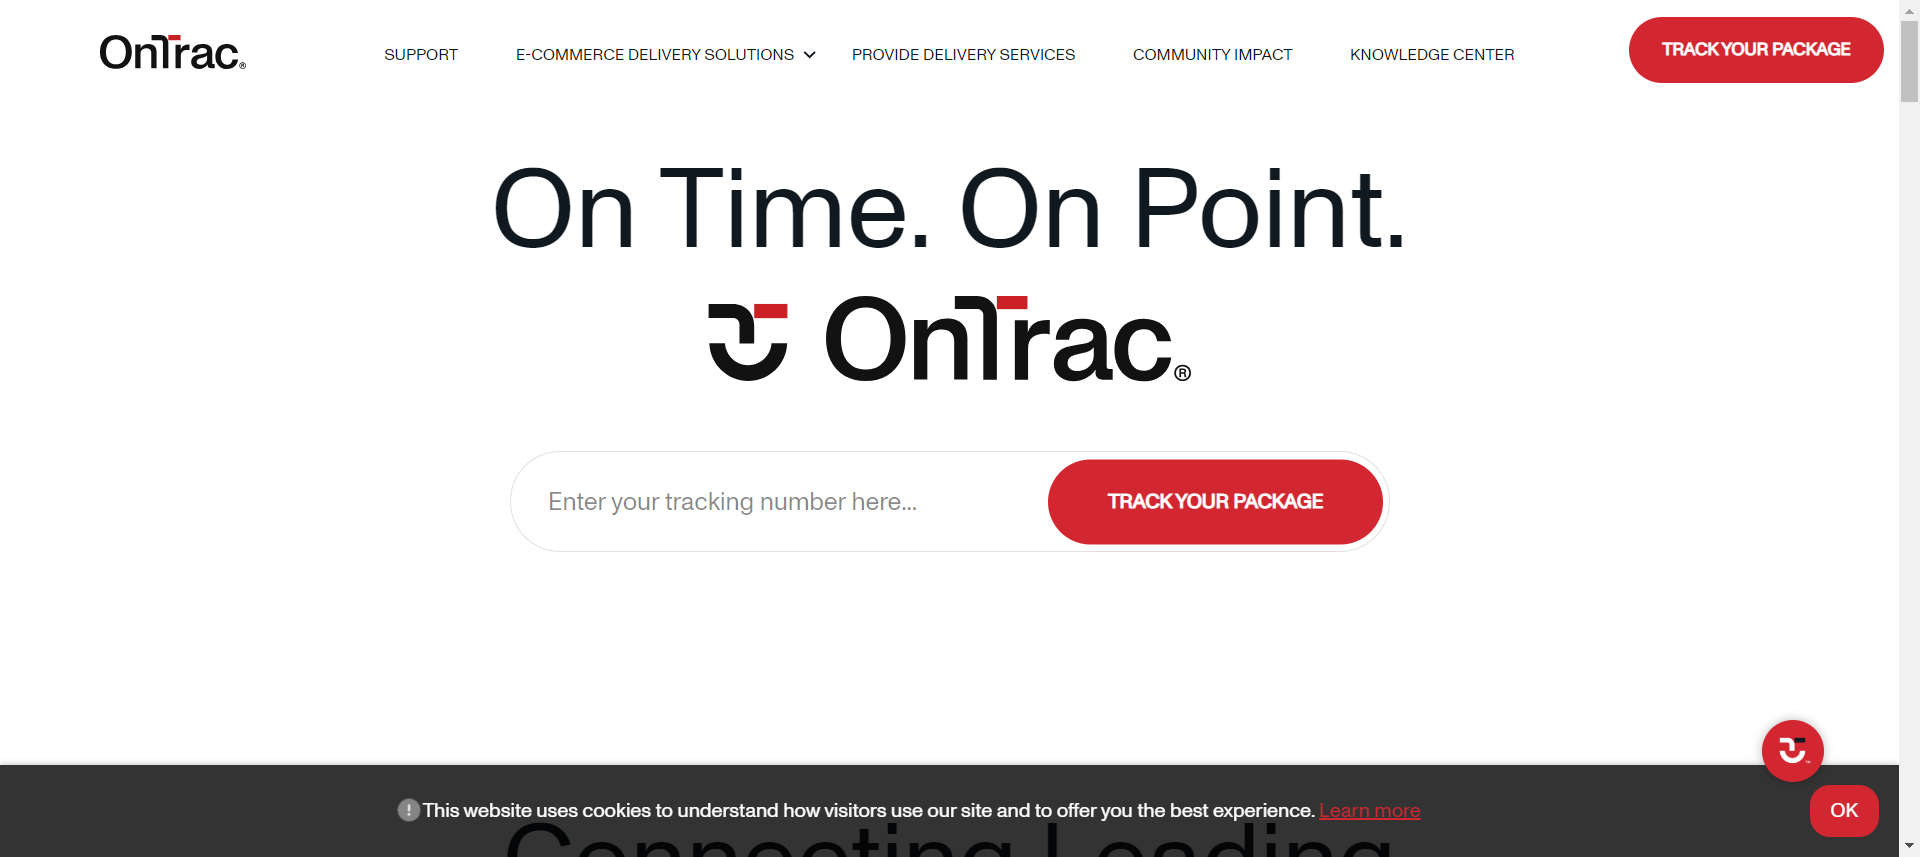 OnTrac®
SUPPORT
E-COMMERCE DELIVERY SOLUTIONS
PROVIDE DELIVERY SERVICES
COMMUNITY IMPACT
KNOWLEDGE CENTER
TRACK YOUR PACKAGE
On Time. On Point.
OnTrac®
Enter your tracking number here...
TRACK YOUR PACKAGE
This website uses cookies to understand how visitors use our site and to offer you the best experience. Learn more
OK
Connecting Leading